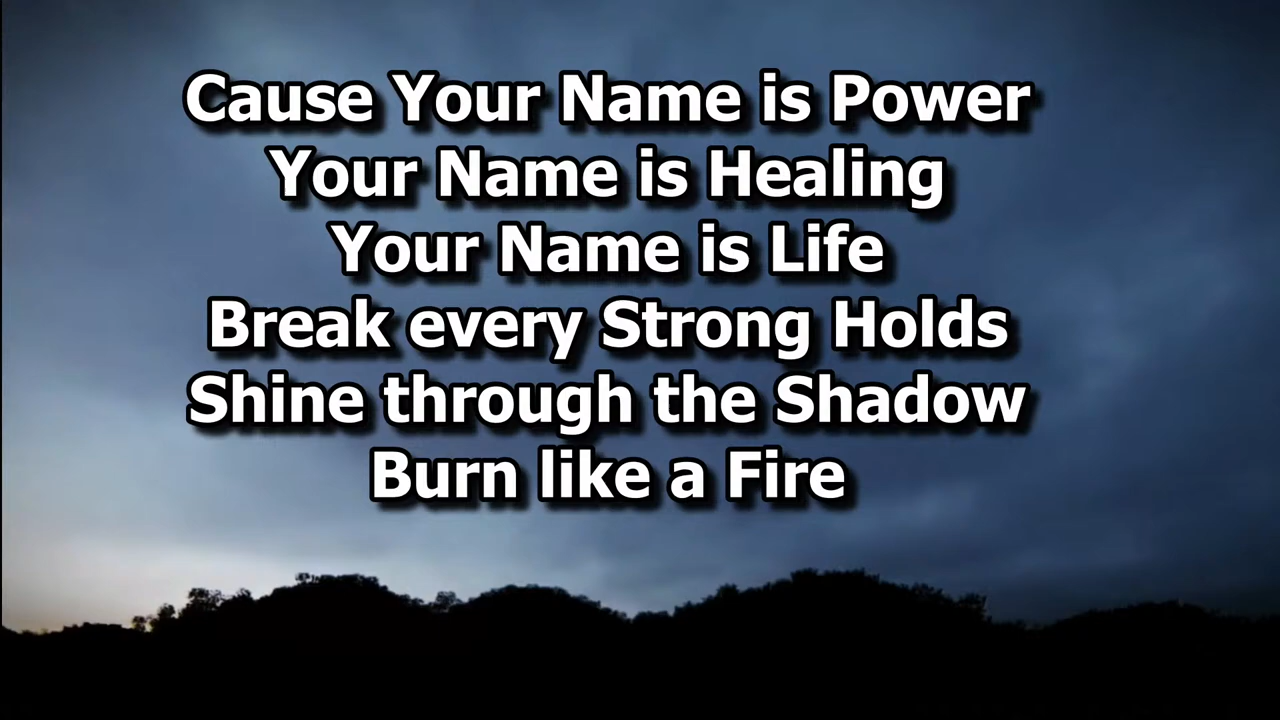 Cause Your Name is Power
Your Name is Healing
Your Name is Life
Break every Strong Holds
Shine through the Shadow
Burn like a Fire